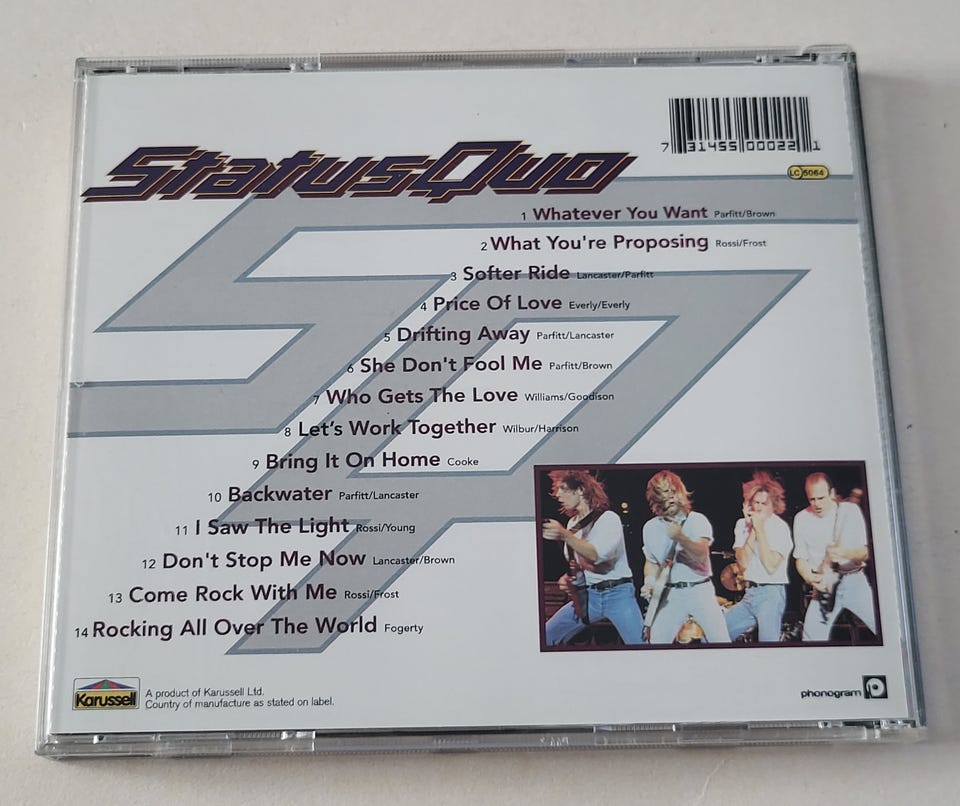 7 31455 00022 1
LC 5064
Status Quo
1 Whatever You Want Parfitt/Brown
2 What You're Proposing Rossi/Frost
3 Softer Ride Lancaster/Parfitt
4 Price Of Love Everly/Everly
5 Drifting Away Parfitt/Lancaster
6 She Don't Fool Me Parfitt/Brown
7 Who Gets The Love Williams/Goodison
8 Let's Work Together Wilbur/Harrison
9 Bring It On Home Cooke
10 Backwater Parfitt/Lancaster
11 I Saw The Light Rossi/Young
12 Don't Stop Me Now Lancaster/Brown
13 Come Rock With Me Rossi/Frost
14 Rocking All Over The World Fogerty
Karussell
A product of Karussell Ltd.
Country of manufacture as stated on label.
phonogram